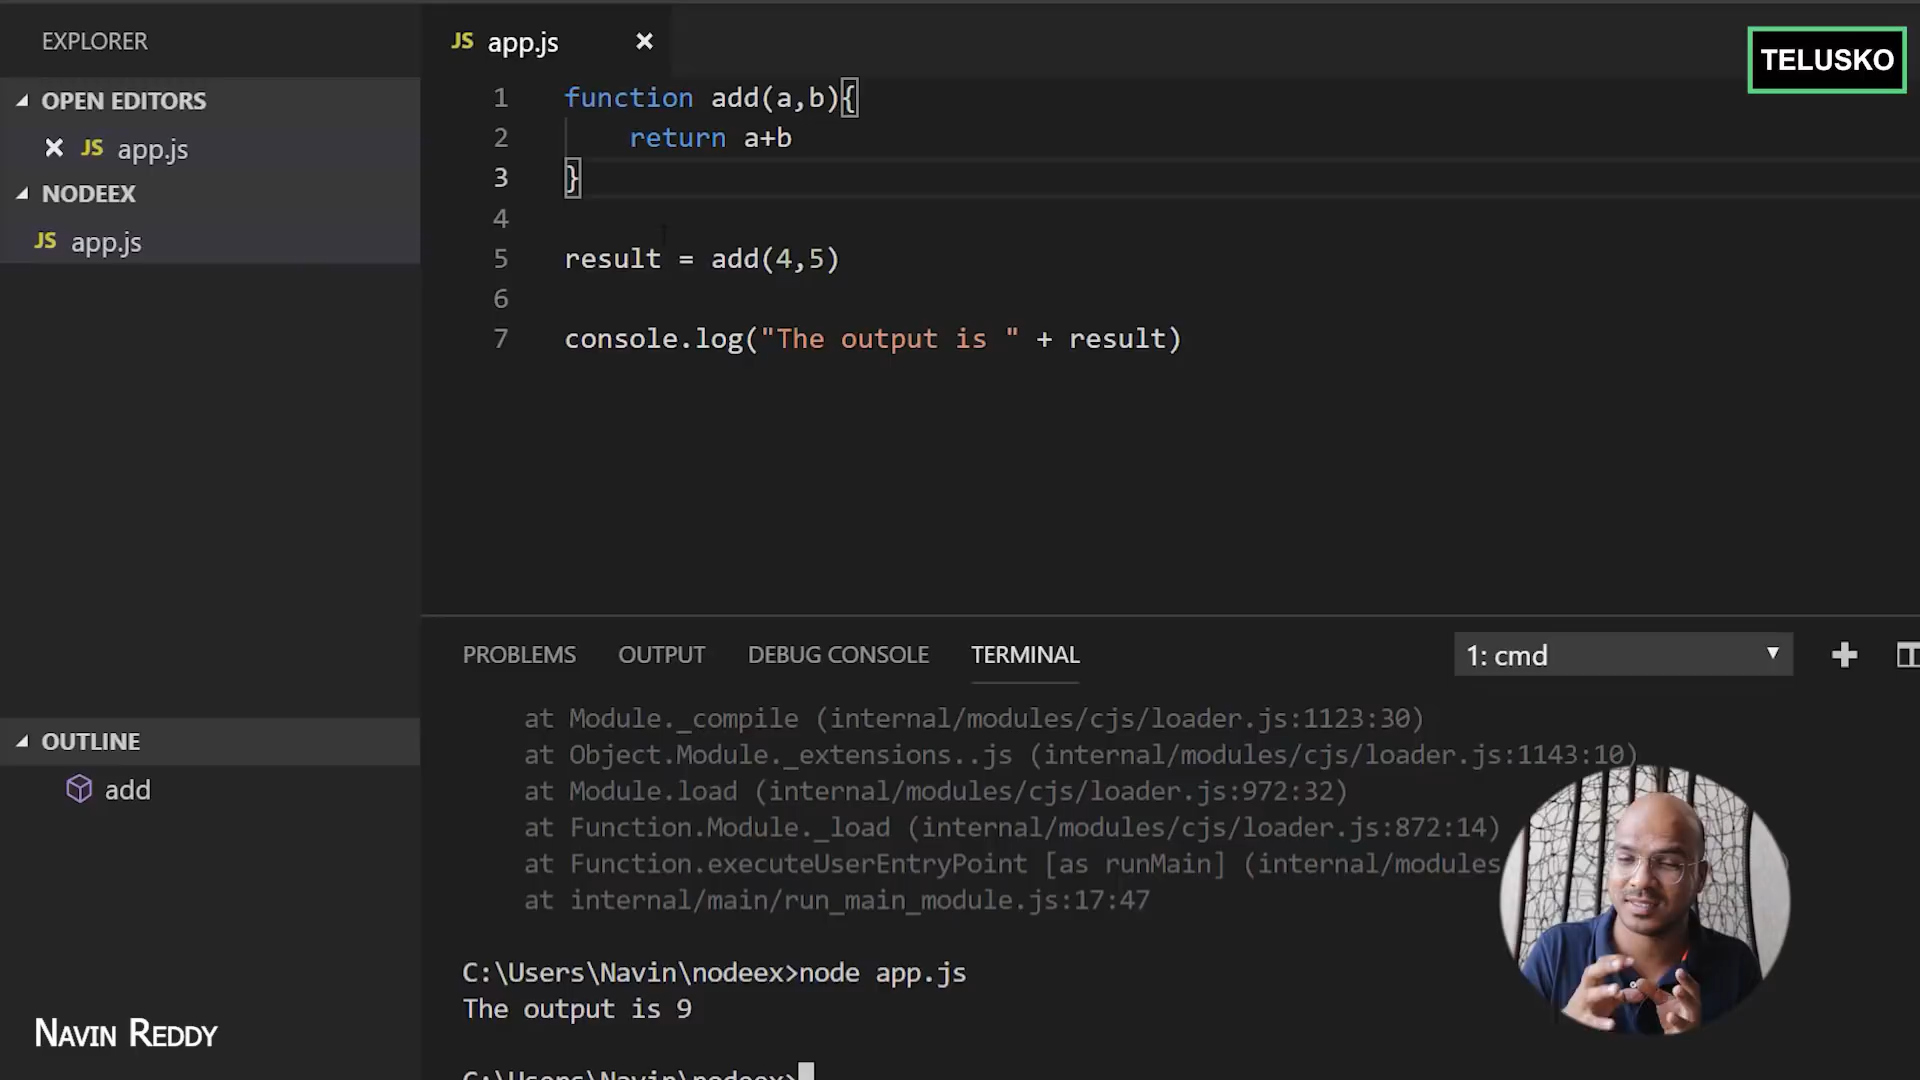 EXPLORER
OPEN EDITORS
JS app.js
NODEEX
JS app.js
OUTLINE
add
NAVIN REDDY
JS app.js
TELUSKO
1 function add(a,b){
2 return a+b
3 }
4
5 result = add(4,5)
6
7 console.log("The output is " + result)
PROBLEMS OUTPUT DEBUG CONSOLE TERMINAL 1: cmd
at Module._compile (internal/modules/cjs/loader.js:1123:30)
at Object.Module._extensions..js (internal/modules/cjs/loader.js:1143:10)
at Module.load (internal/modules/cjs/loader.js:972:32)
at Function.Module._load (internal/modules/cjs/loader.js:872:14)
at Function.executeUserEntryPoint [as runMain] (internal/modules
at internal/main/run_main_module.js:17:47
C:\Users\Navin\nodeex>node app.js
The output is 9
C:\Users\Navin\nodeex>